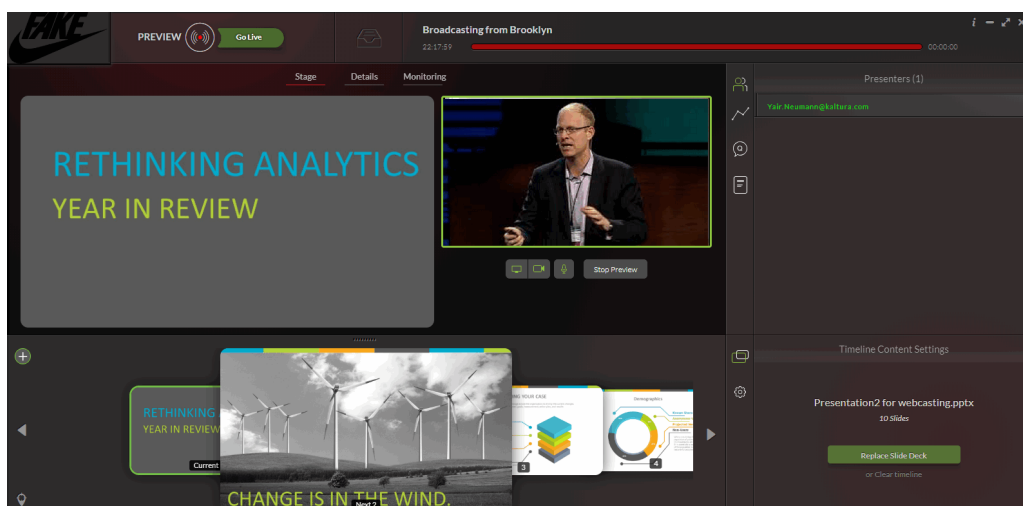 FAKE
PREVIEW
Go Live
Broadcasting from Brooklyn
22:17:59
00:00:00
Stage
Details
Monitoring
Presenters (1)
Yair.Neumann@kaltura.com
RETHINKING ANALYTICS
YEAR IN REVIEW
Stop Preview
Timeline Content Settings
Presentation2 for webcasting.pptx
10 Slides
Replace Slide Deck
or Clear timeline
RETHINKING
YEAR IN REVIEW
Current
CHANGE IS IN THE WIND.
Next 2
YOUR CASE
3
Demographics
4